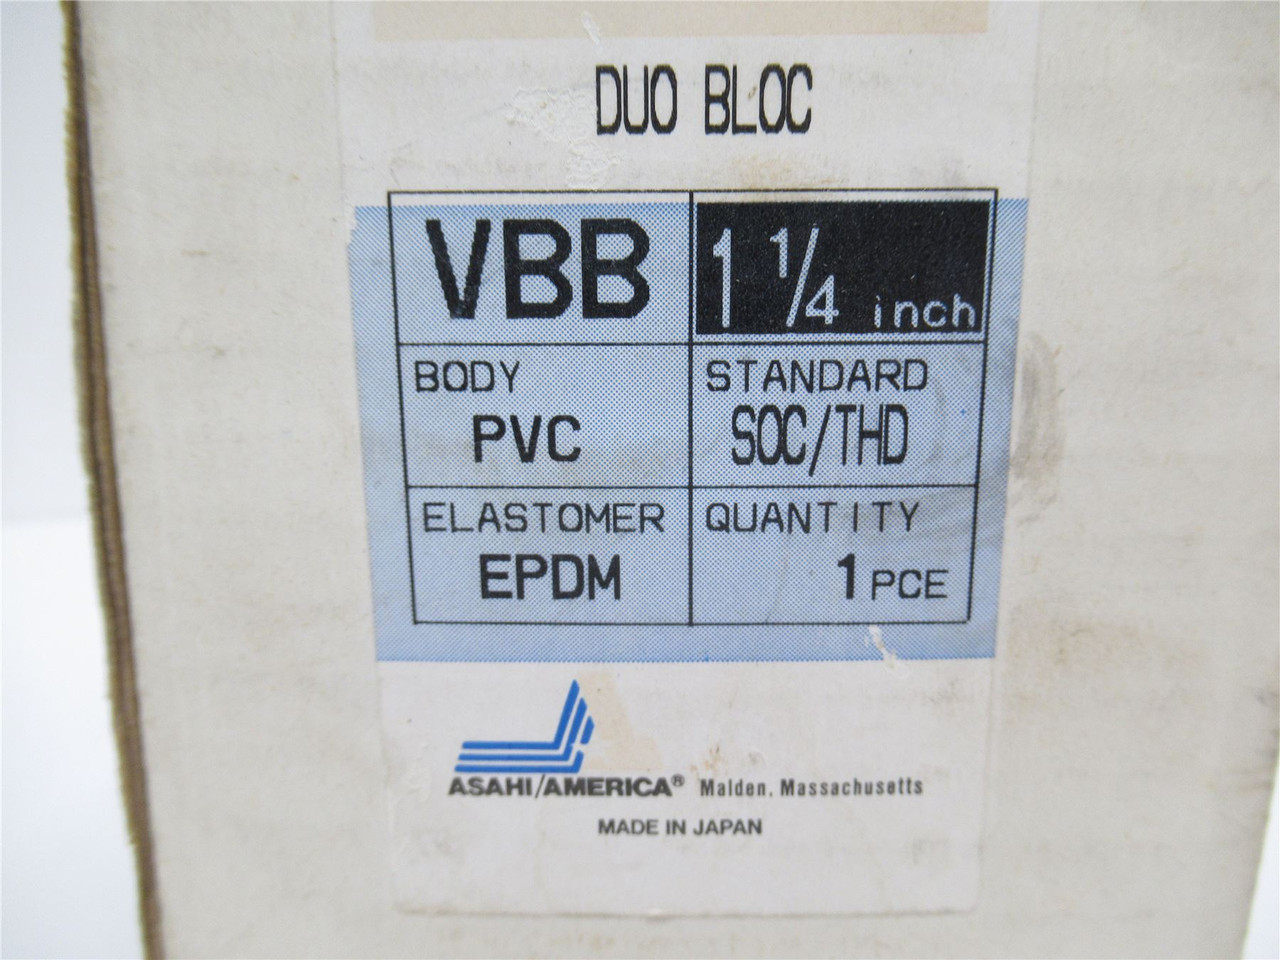 DUO BLOC
VBB
1 1/4 inch
BODY
PVC
STANDARD
SOC/THD
ELASTOMER
EPDM
QUANTITY
1 PCE
ASAHI/AMERICA® Malden, Massachusetts
MADE IN JAPAN